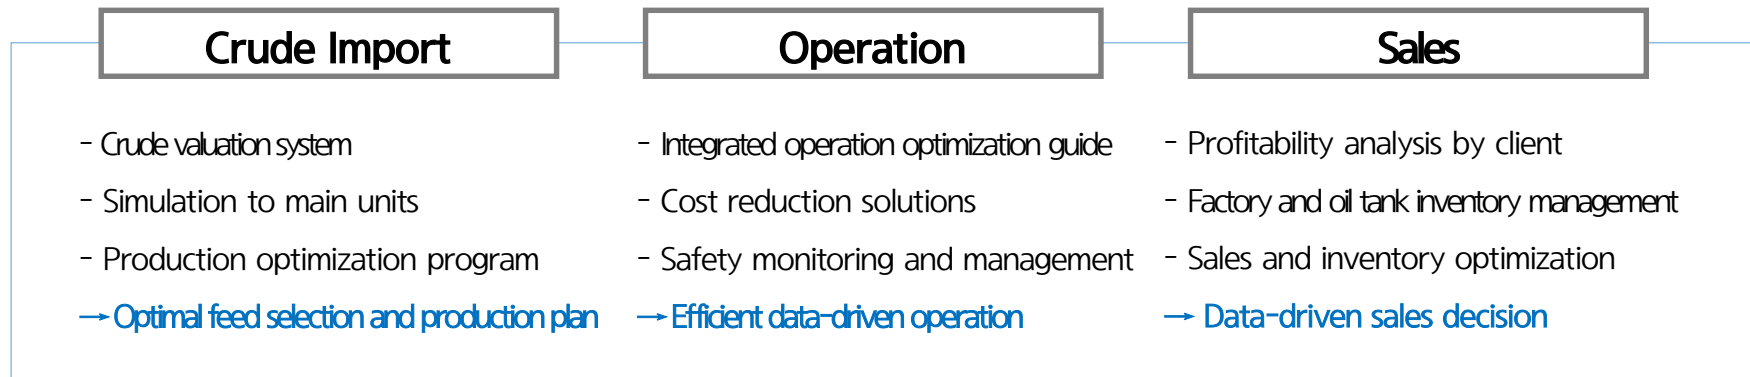 Crude Import
- Crude valuation system
- Simulation to main units
- Production optimization program
→ Optimal feed selection and production plan
Operation
- Integrated operation optimization guide
- Cost reduction solutions
- Safety monitoring and management
→ Efficient data-driven operation
Sales
- Profitability analysis by client
- Factory and oil tank inventory management
- Sales and inventory optimization
→ Data-driven sales decision